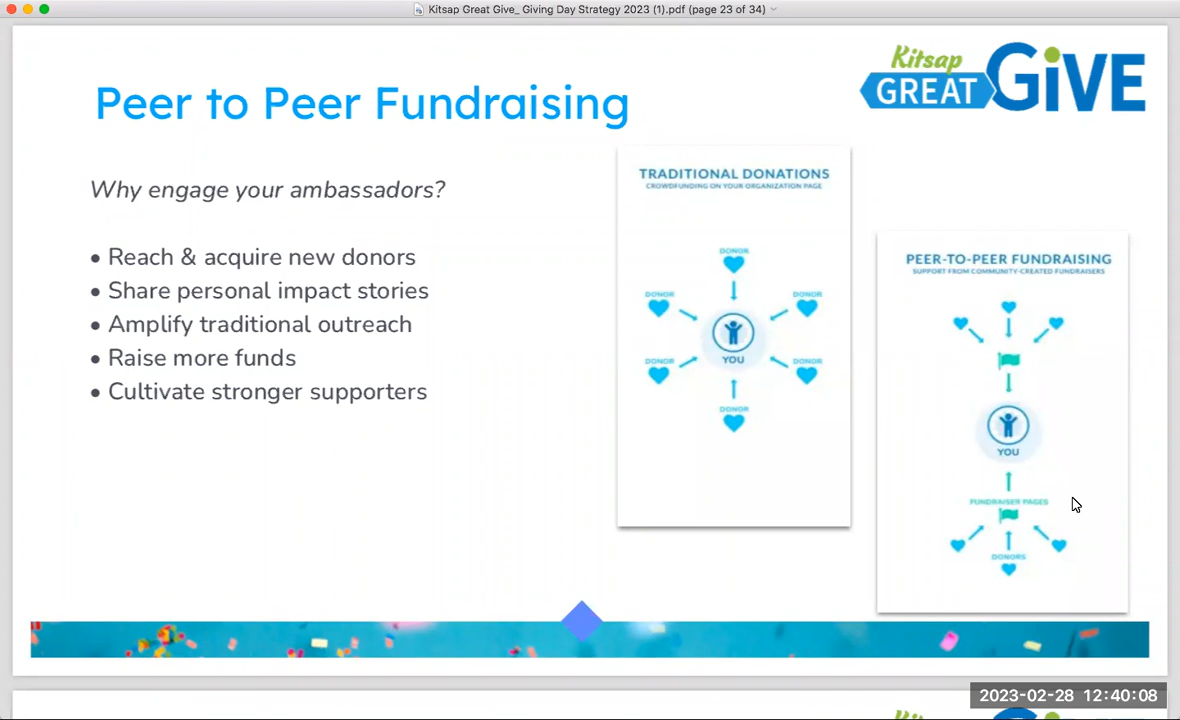 Kitsap Great Give_ Giving Day Strategy 2023 (1).pdf (page 23 of 34)
Kitsap
GREAT GiVE
Peer to Peer Fundraising
Why engage your ambassadors?
• Reach & acquire new donors
• Share personal impact stories
• Amplify traditional outreach
• Raise more funds
• Cultivate stronger supporters
TRADITIONAL DONATIONS
CROWDFUNDING ON YOUR ORGANIZATION PAGE
DONOR
DONOR
DONOR
YOU
DONOR
DONOR
DONOR
PEER-TO-PEER FUNDRAISING
SUPPORT FROM COMMUNITY-CREATED FUNDRAISERS
YOU
FUNDRAISER PAGES
DONORS
2023-02-28 12:40:08